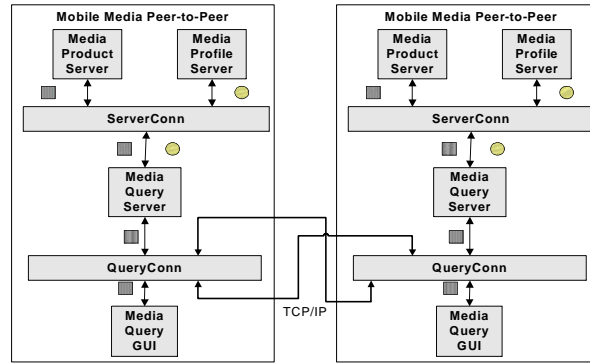 Mobile Media Peer-to-Peer
Media
Product
Server
Media
Profile
Server
ServerConn
Media
Query
Server
QueryConn
Media
Query
GUI
TCP/IP
Mobile Media Peer-to-Peer
Media
Product
Server
Media
Profile
Server
ServerConn
Media
Query
Server
QueryConn
Media
Query
GUI